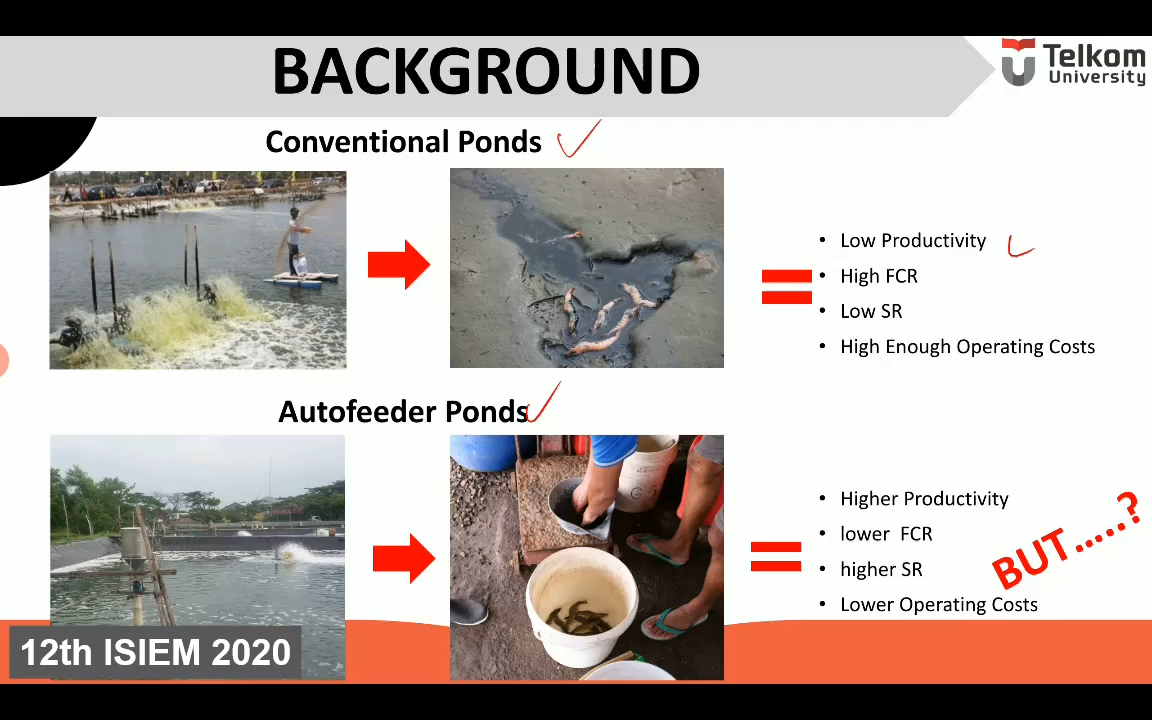 BACKGROUND
Telkom
University
Conventional Ponds
• Low Productivity
• High FCR
• Low SR
• High Enough Operating Costs
Autofeeder Ponds
• Higher Productivity
• lower FCR
• higher SR
• Lower Operating Costs
BUT.....?
12th ISIEM 2020